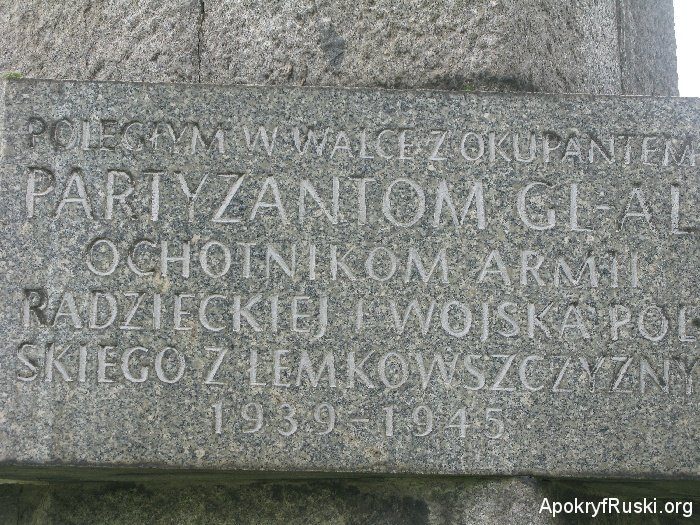 POLEGŁYM W WALCE Z OKUPANTEM
PARTYZANTOM GL-AL
OCHOTNIKOM ARMII
RADZIECKIEJ I WOJSKA POL
SKIEGO Z ŁEMKOWSZCZYZNY
1939-1945
ApokryfRuski.org